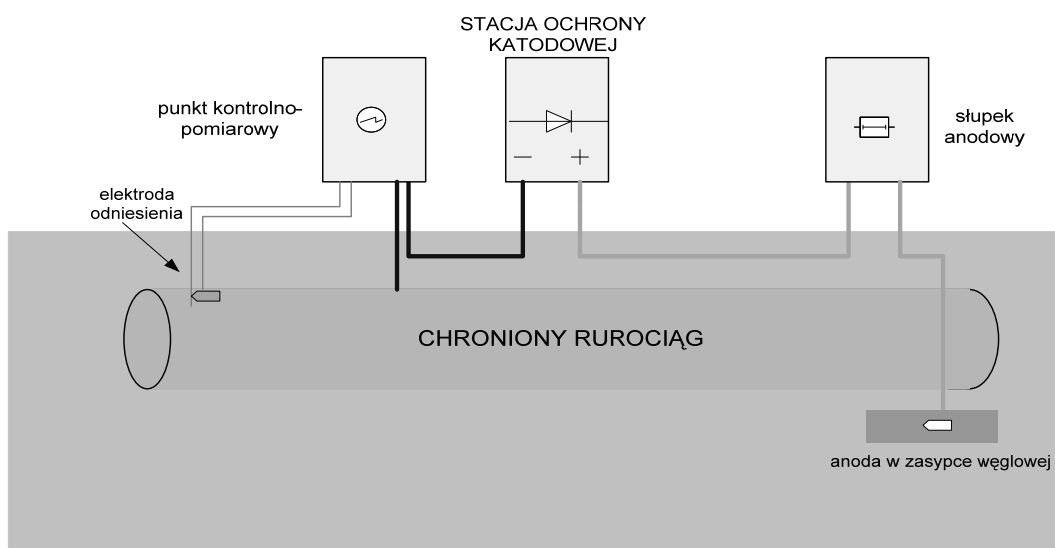 STACJA OCHRONY
KATODOWEJ
punkt kontrolno-
pomiarowy
słupek
anodowy
elektroda
odniesienia
CHRONIONY RUROCIĄG
anoda w zasypce węglowej